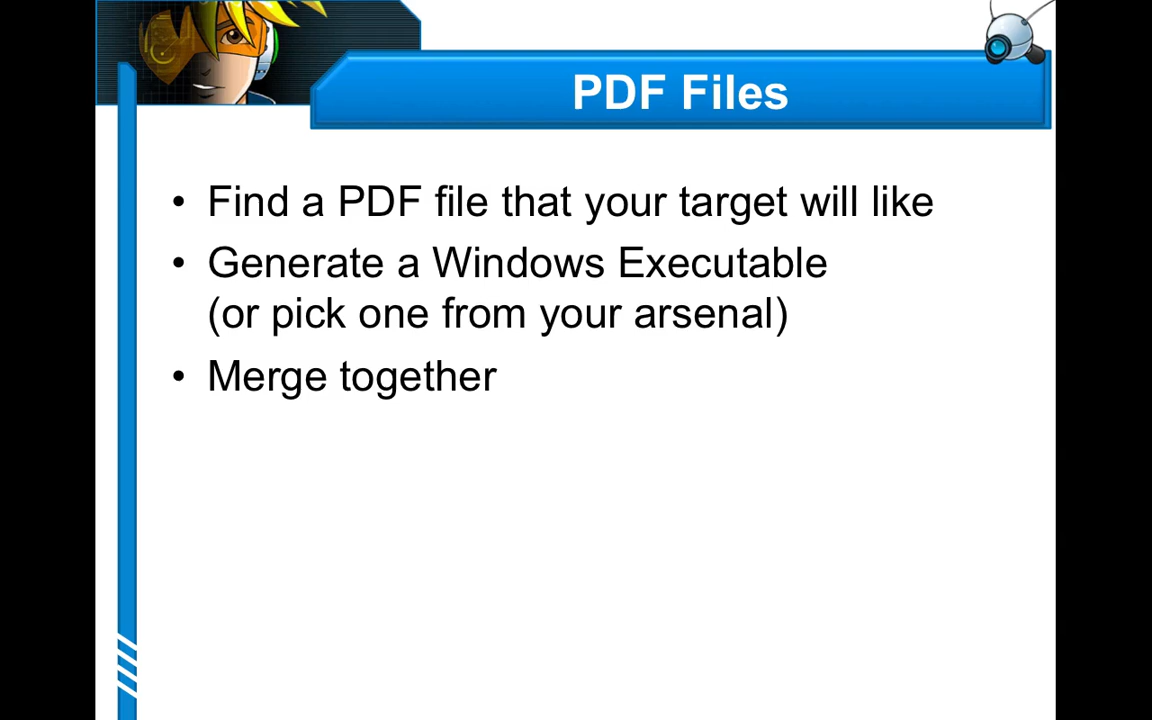 PDF Files
• Find a PDF file that your target will like
• Generate a Windows Executable
(or pick one from your arsenal)
• Merge together